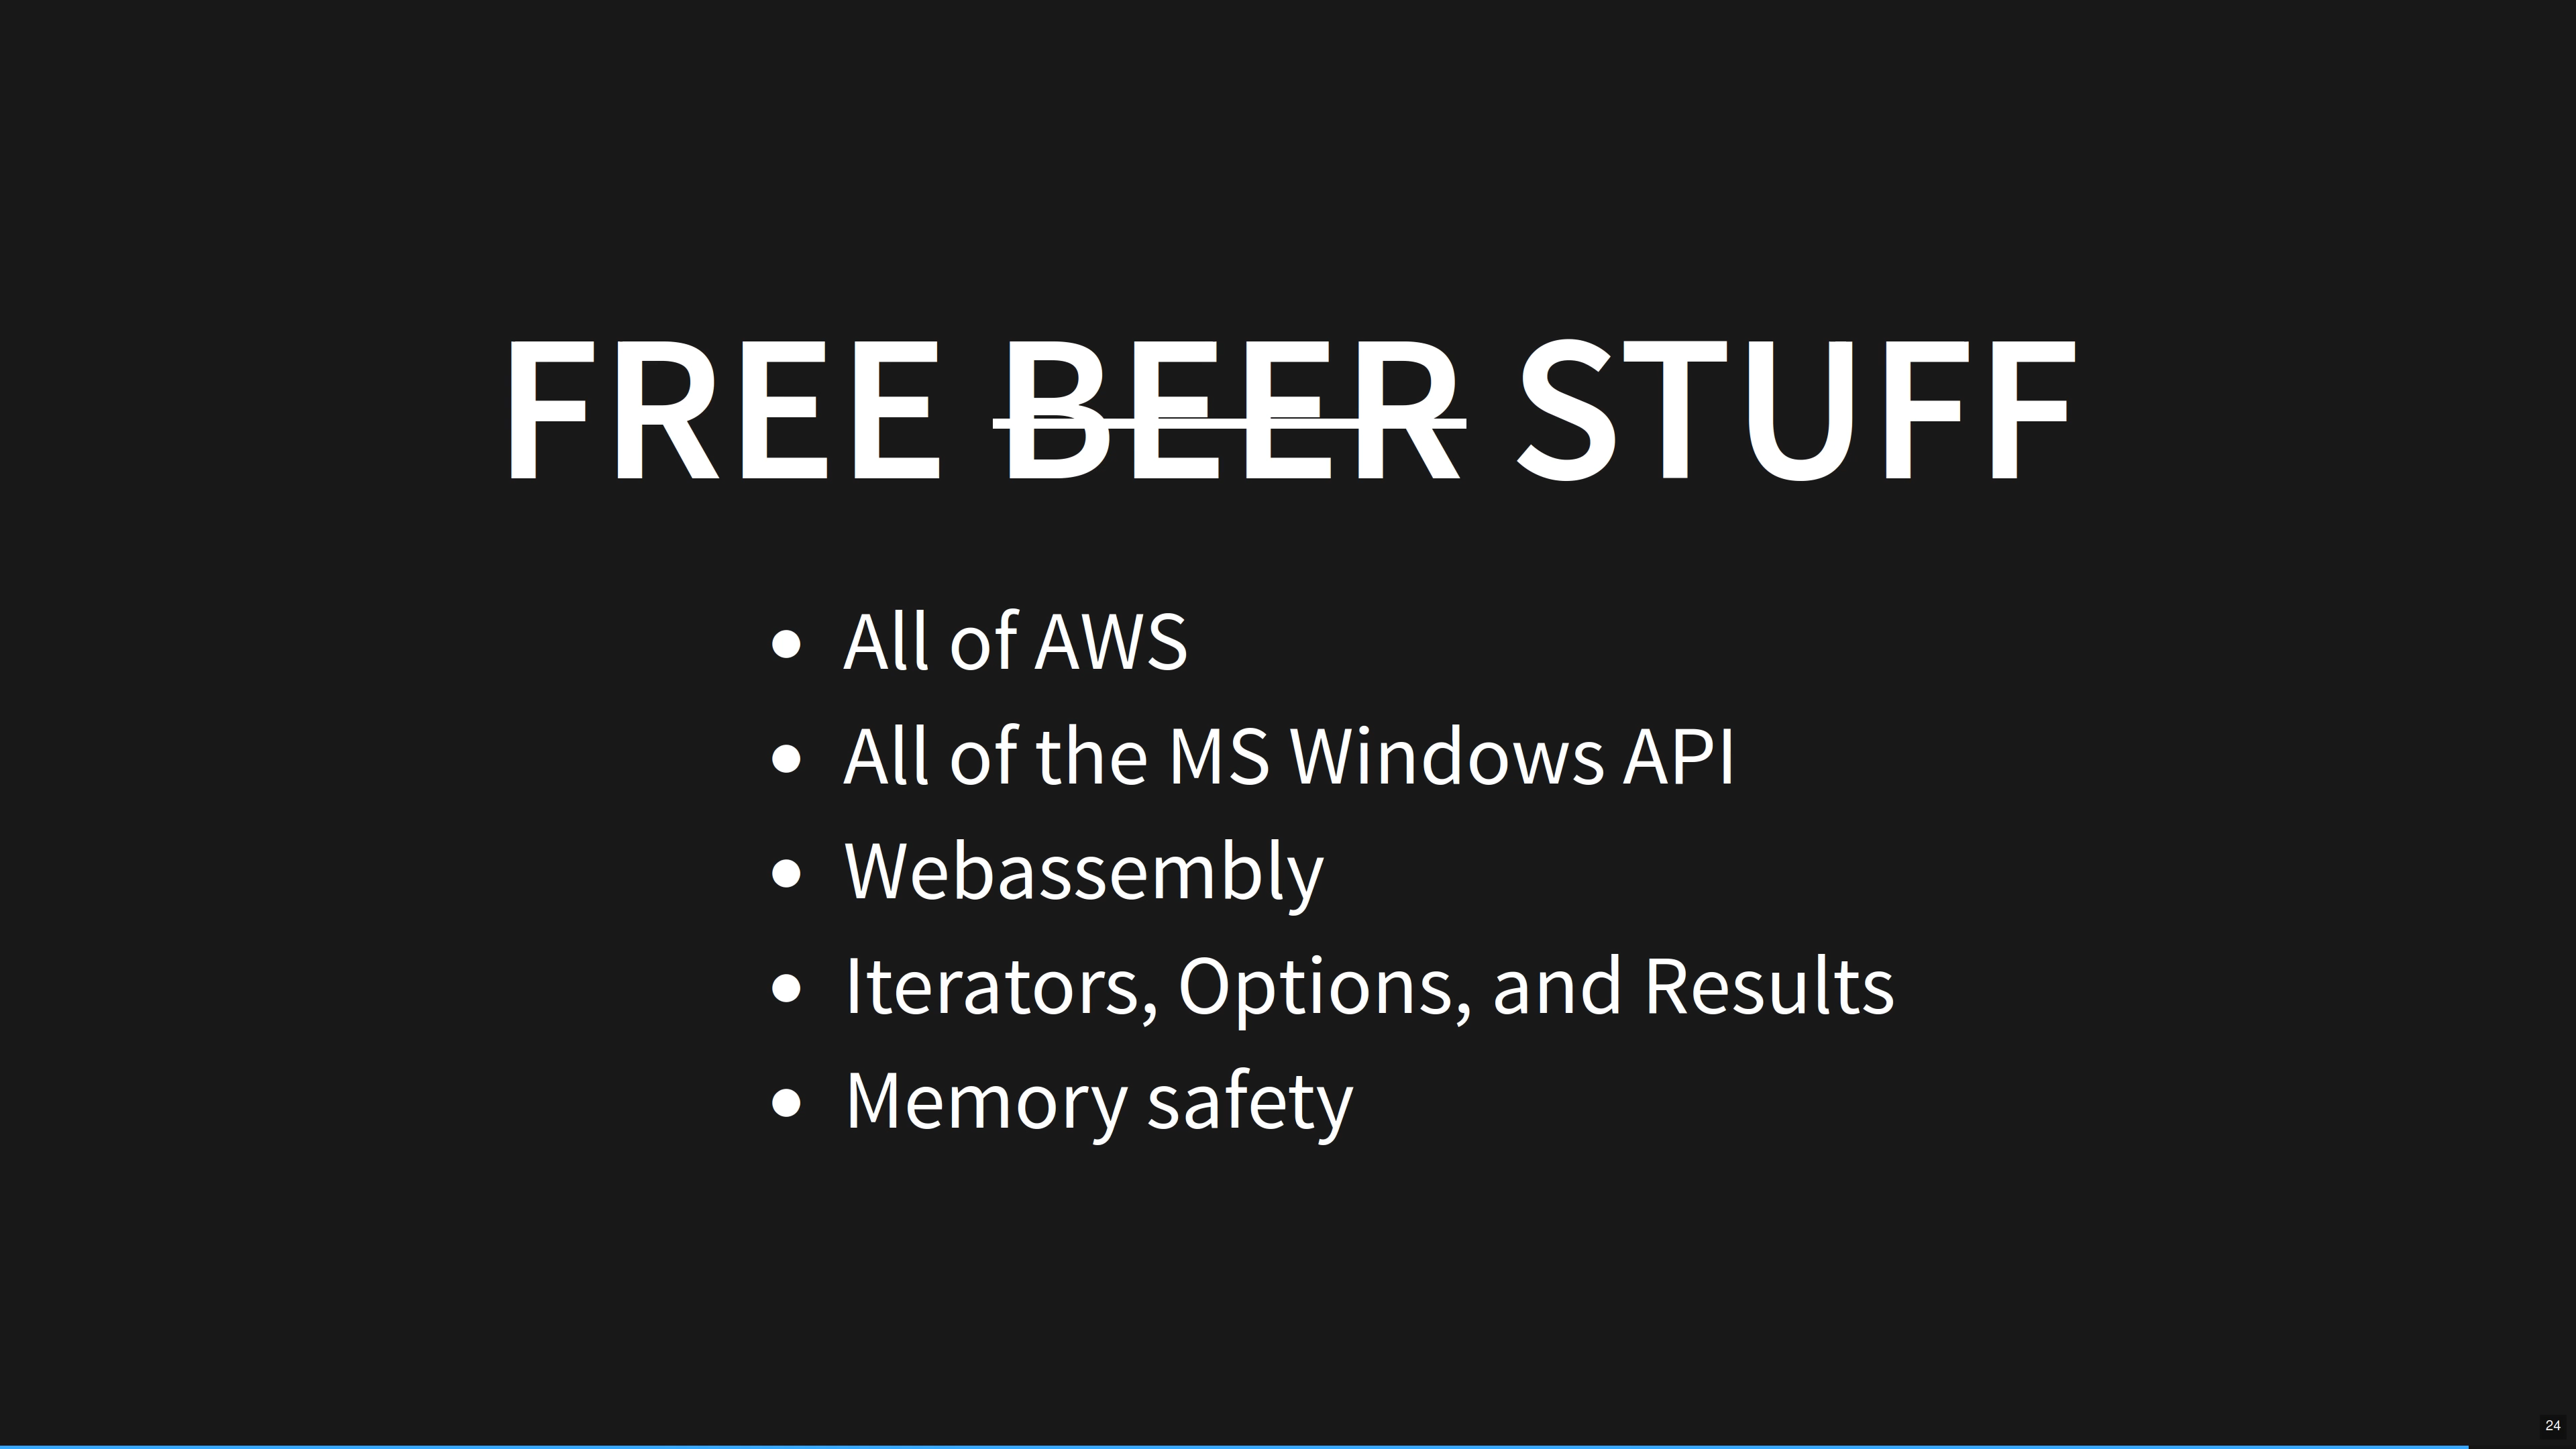 FREE BEER STUFF
• All of AWS
• All of the MS Windows API
• Webassembly
• Iterators, Options, and Results
• Memory safety
24